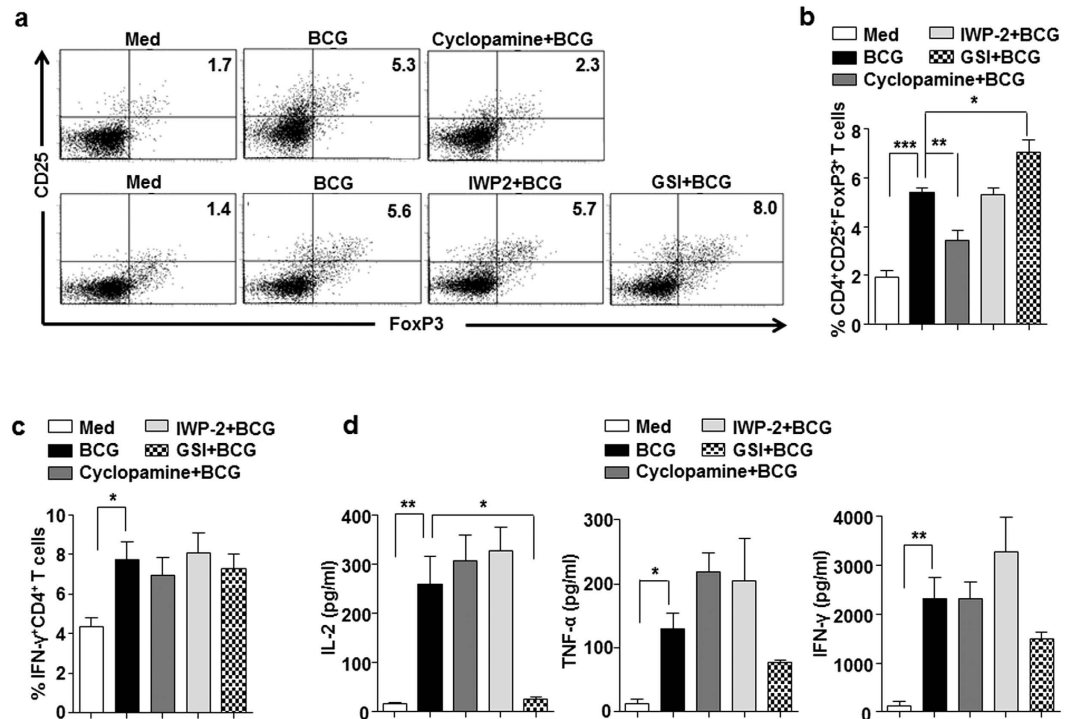 a
Med BCG Cyclopamine+BCG
1.7 5.3 2.3
Med BCG IWP2+BCG GSI+BCG
1.4 5.6 5.7 8.0
CD25
FoxP3
b
Med IWP-2+BCG
BCG GSI+BCG
Cyclopamine+BCG
% CD4⁺CD25⁺FoxP3⁺ T cells
8
6
4
2
0
*
*** **
c
Med IWP-2+BCG
BCG GSI+BCG
Cyclopamine+BCG
% IFN-γ⁺CD4⁺ T cells
10
8
6
4
2
0
*
d
Med IWP-2+BCG
BCG GSI+BCG
Cyclopamine+BCG
IL-2 (pg/ml)
400
300
200
100
0
** *
TNF-α (pg/ml)
300
200
100
0
*
IFN-γ (pg/ml)
4000
3000
2000
1000
0
**